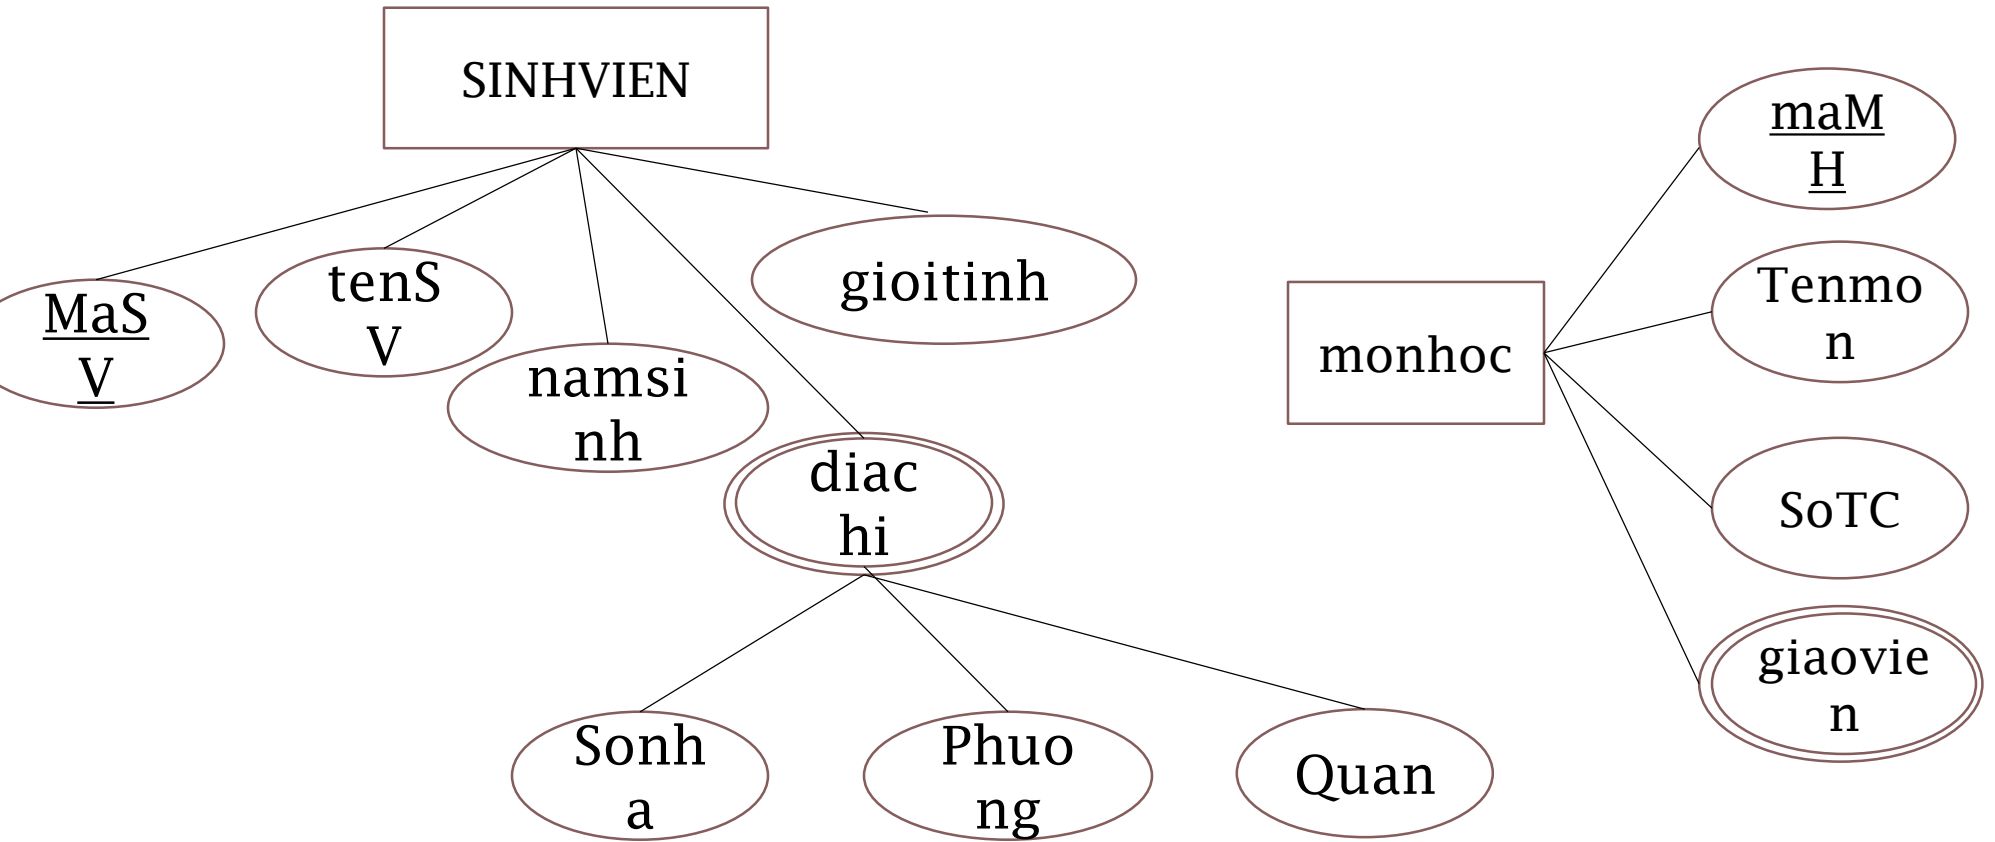 SINHVIEN
MaS
V
tenS
V
namsi
nh
gioitinh
diac
hi
Sonh
a
Phuo
ng
Quan
monhoc
maM
H
Tenmo
n
SoTC
giaovie
n